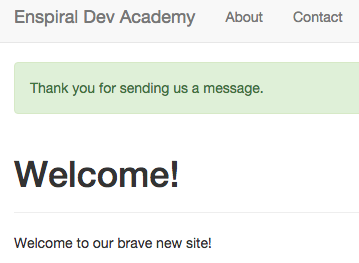 Enspiral Dev Academy About Contact
Thank you for sending us a message.
Welcome!
Welcome to our brave new site!